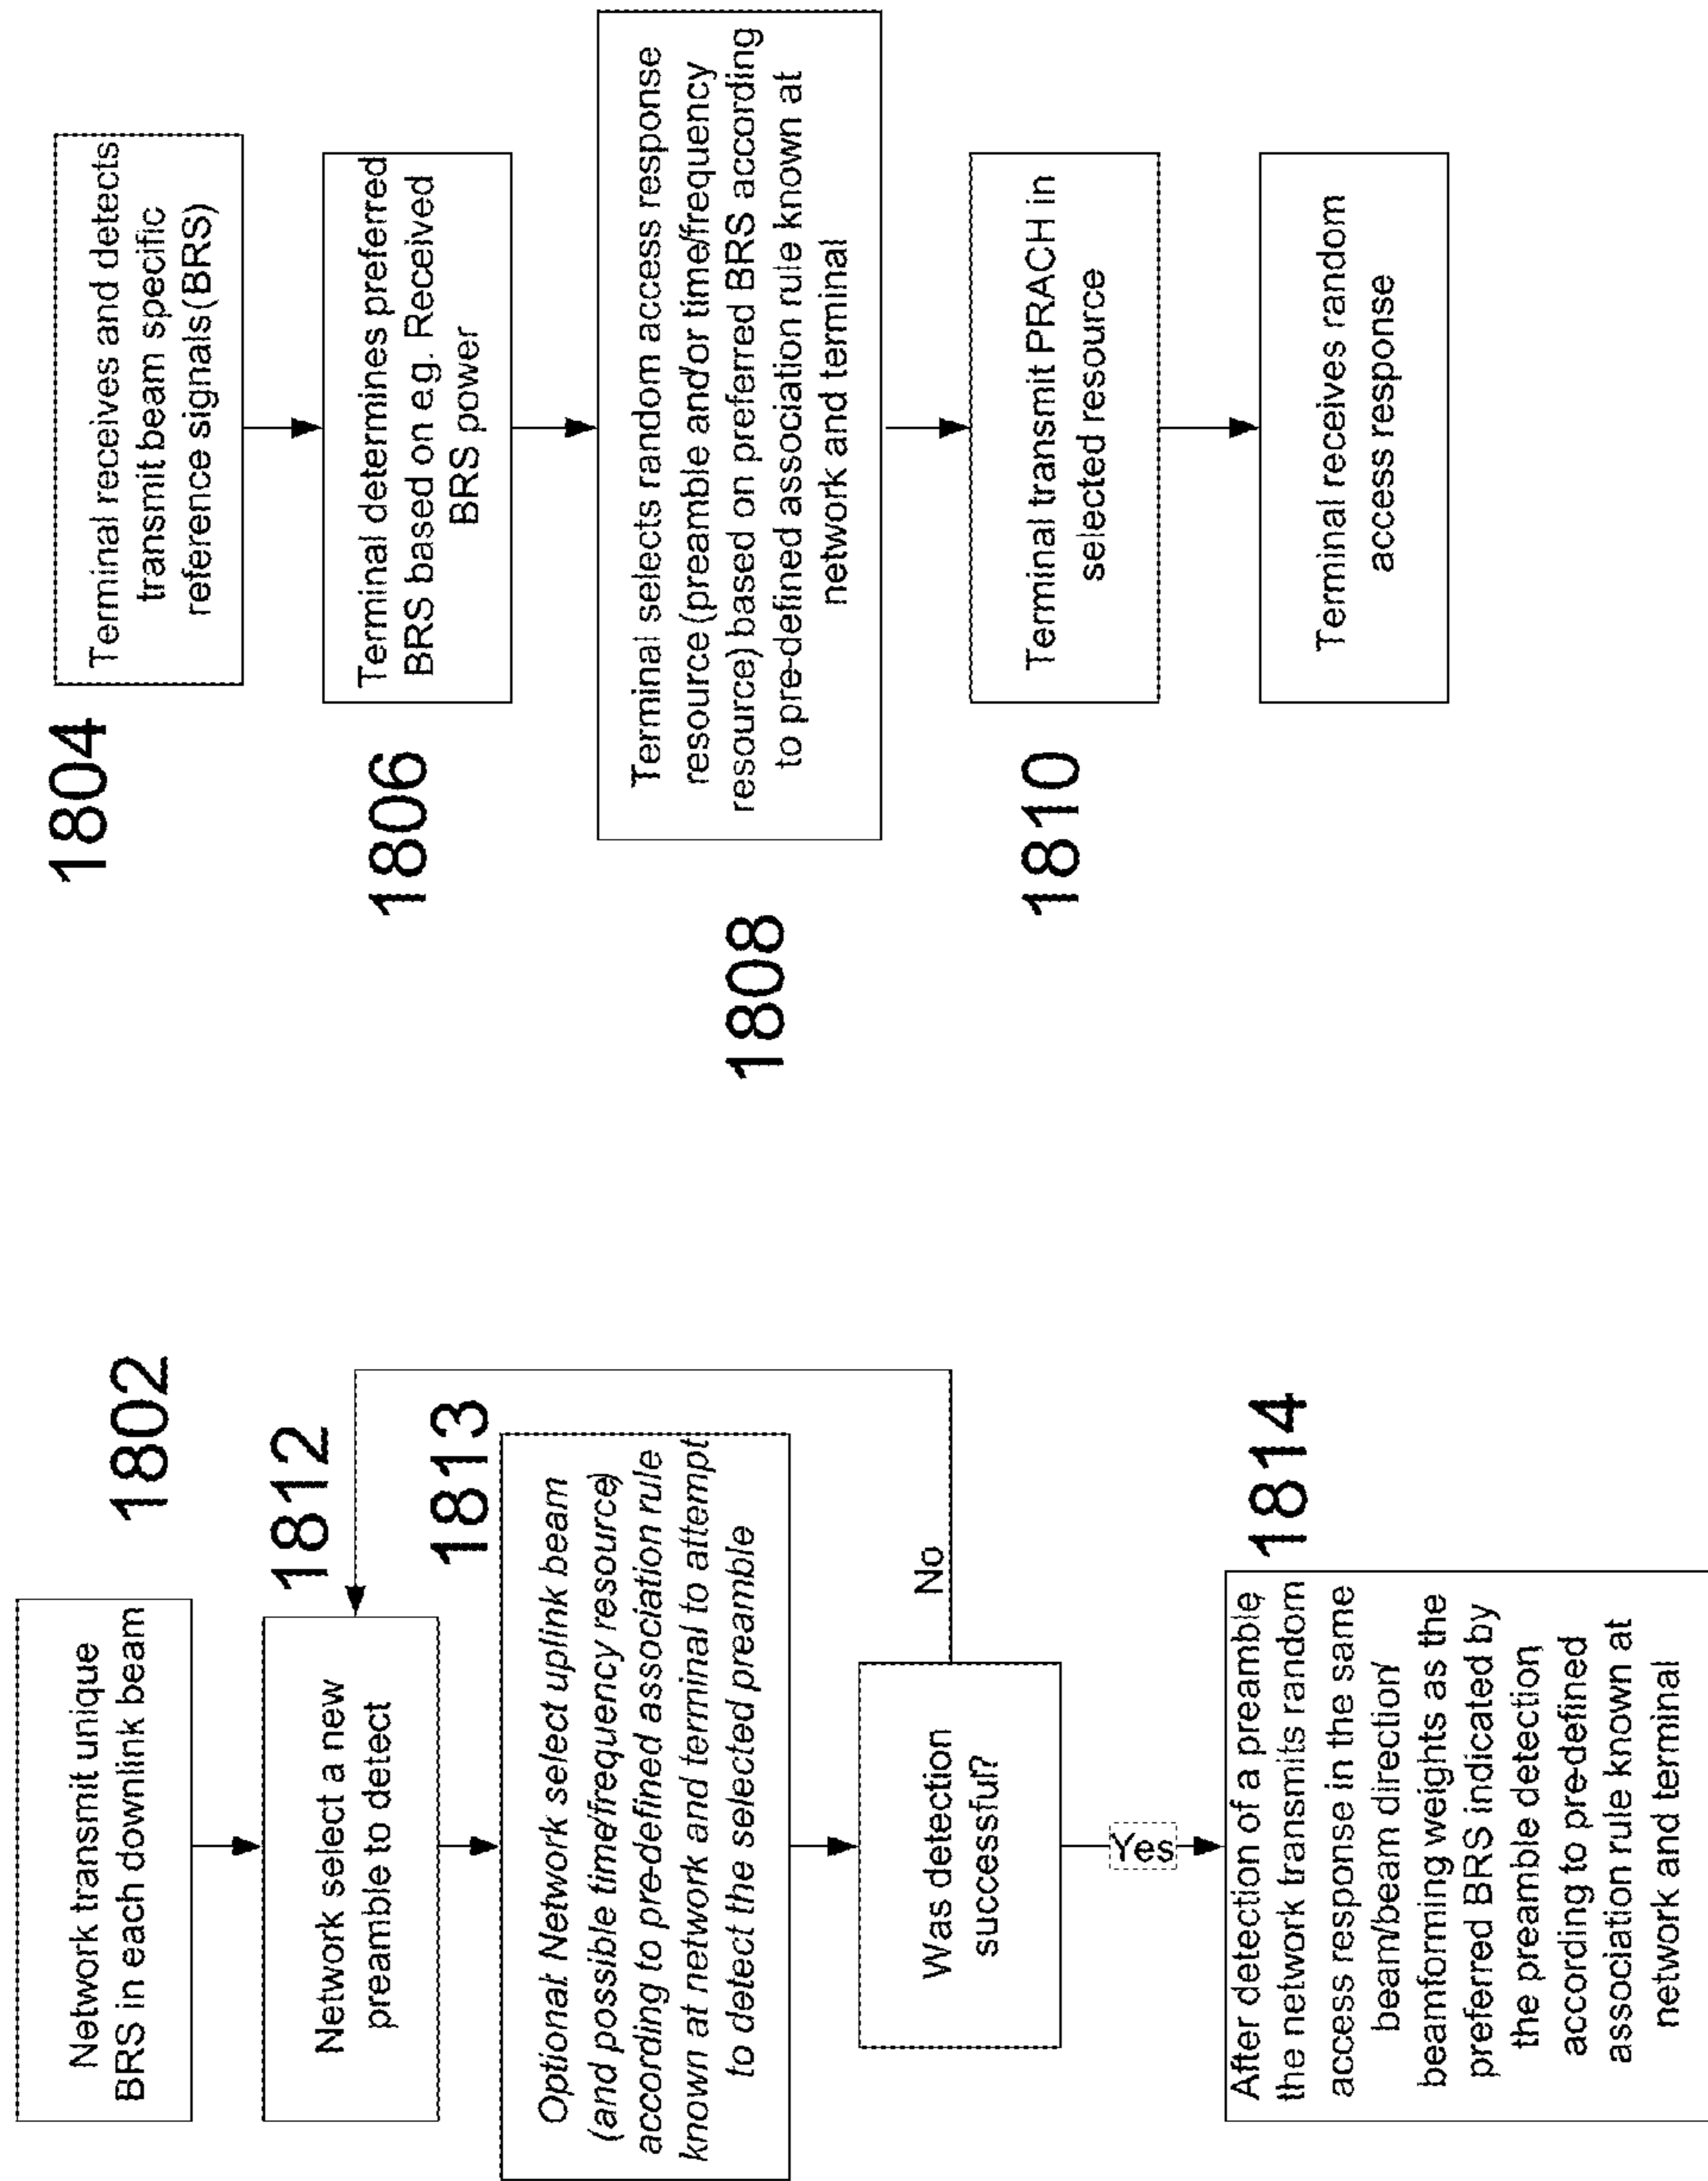 1802
Network transmit unique
BRS in each downlink beam
1812
Network select a new
preamble to detect
1813
Optional: Network select uplink beam
(and possible time/frequency resource)
according to pre-defined association rule
known at network and terminal to attempt
to detect the selected preamble
Was detection
successful?
No
Yes
1814
After detection of a preamble,
the network transmits random
access response in the same
beam/beam direction/
beamforming weights as the
preferred BRS indicated by
the preamble detection
according to pre-defined
association rule known at
network and terminal
1804
Terminal receives and detects
transmit beam specific
reference signals (BRS)
1806
Terminal determines preferred
BRS based on e.g. Received
BRS power
1808
Terminal selects random access response
resource (preamble and/or time/frequency
resource) based on preferred BRS according
to pre-defined association rule known at
network and terminal
1810
Terminal transmit PRACH in
selected resource
Terminal receives random
access response